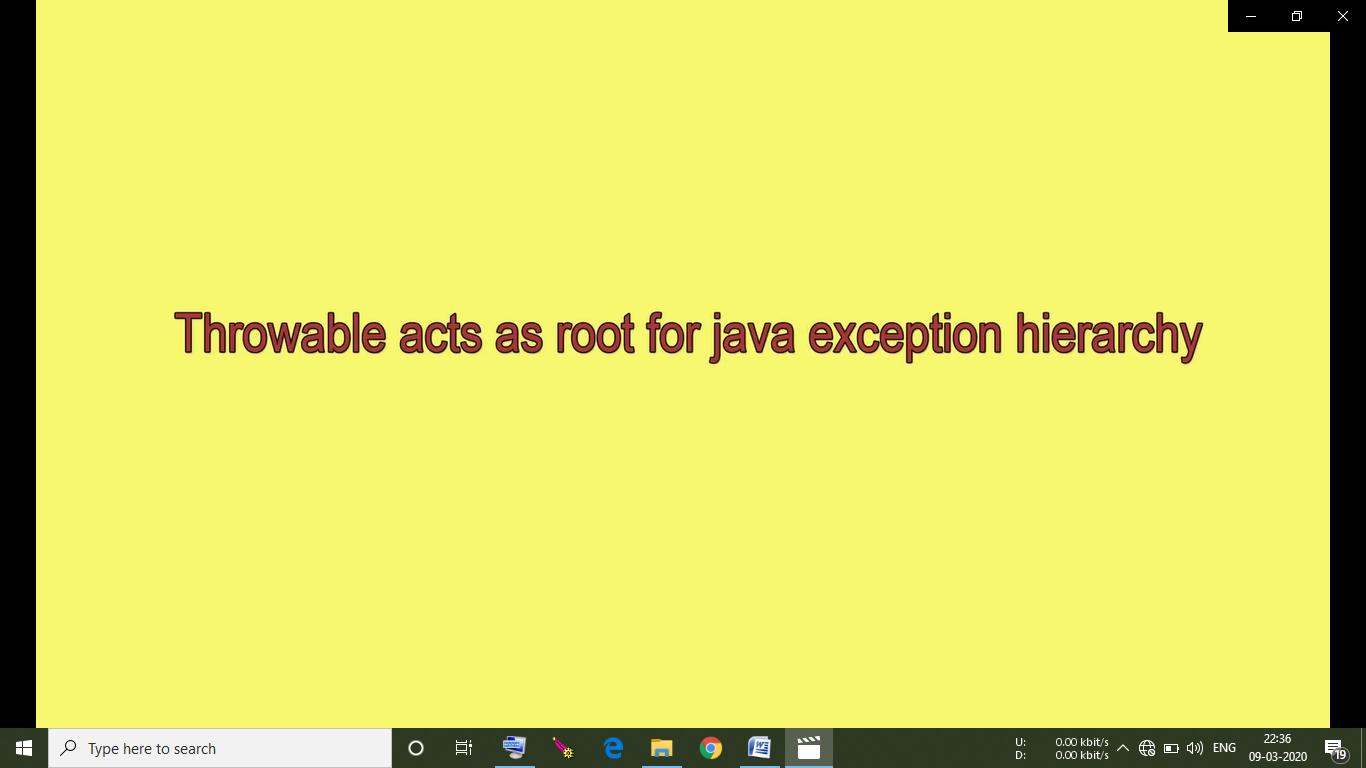 Throwable acts as root for java exception hierarchy
Type here to search
U: 0.00 kbit/s
D: 0.00 kbit/s
ENG
22:36
09-03-2020
19